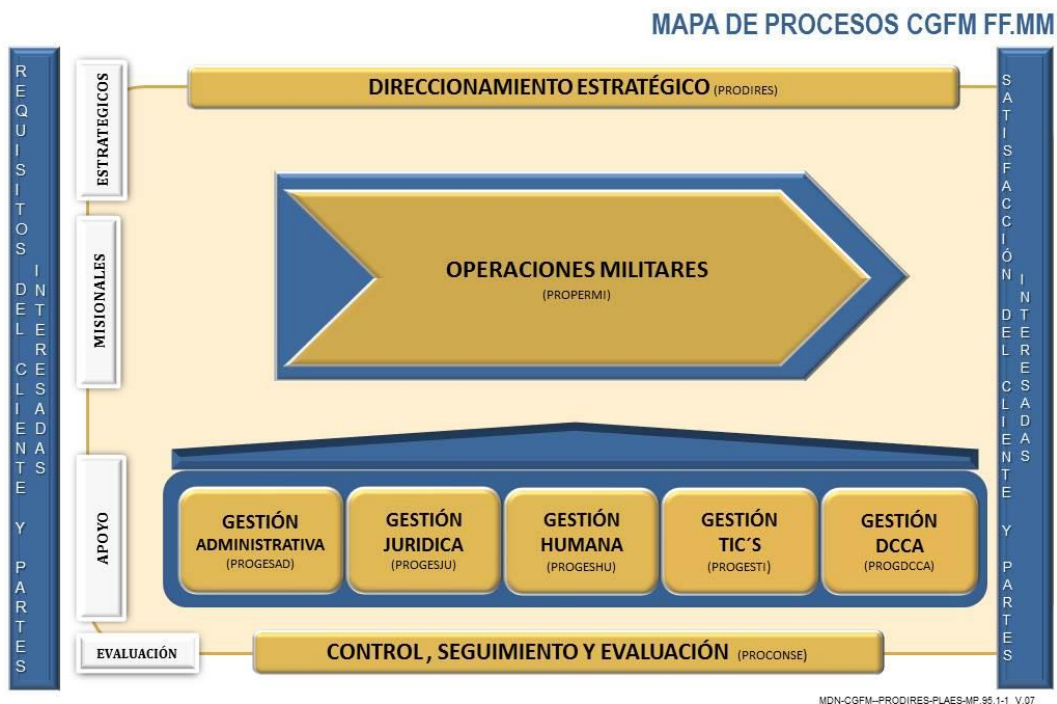 MAPA DE PROCESOS CGFM FF.MM
REQUISITOS DEL CLIENTE Y PARTES
INTERESADAS
ESTRATEGICOS
DIRECCIONAMIENTO ESTRATÉGICO (PRODIRES)
MISIONALES
OPERACIONES MILITARES
(PROPERMI)
APOYO
GESTIÓN
ADMINISTRATIVA
(PROGESAD)
GESTIÓN
JURIDICA
(PROGESJU)
GESTIÓN
HUMANA
(PROGESHU)
GESTIÓN
TIC´S
(PROGESTI)
GESTIÓN
DCCA
(PROGDCCA)
EVALUACIÓN
CONTROL , SEGUIMIENTO Y EVALUACIÓN (PROCONSE)
SATISFACCIÓN DEL CLIENTE Y PARTES
INTERESADAS
MDN-CGFM--PRODIRES-PLAES-MP.95.1-1 V.07